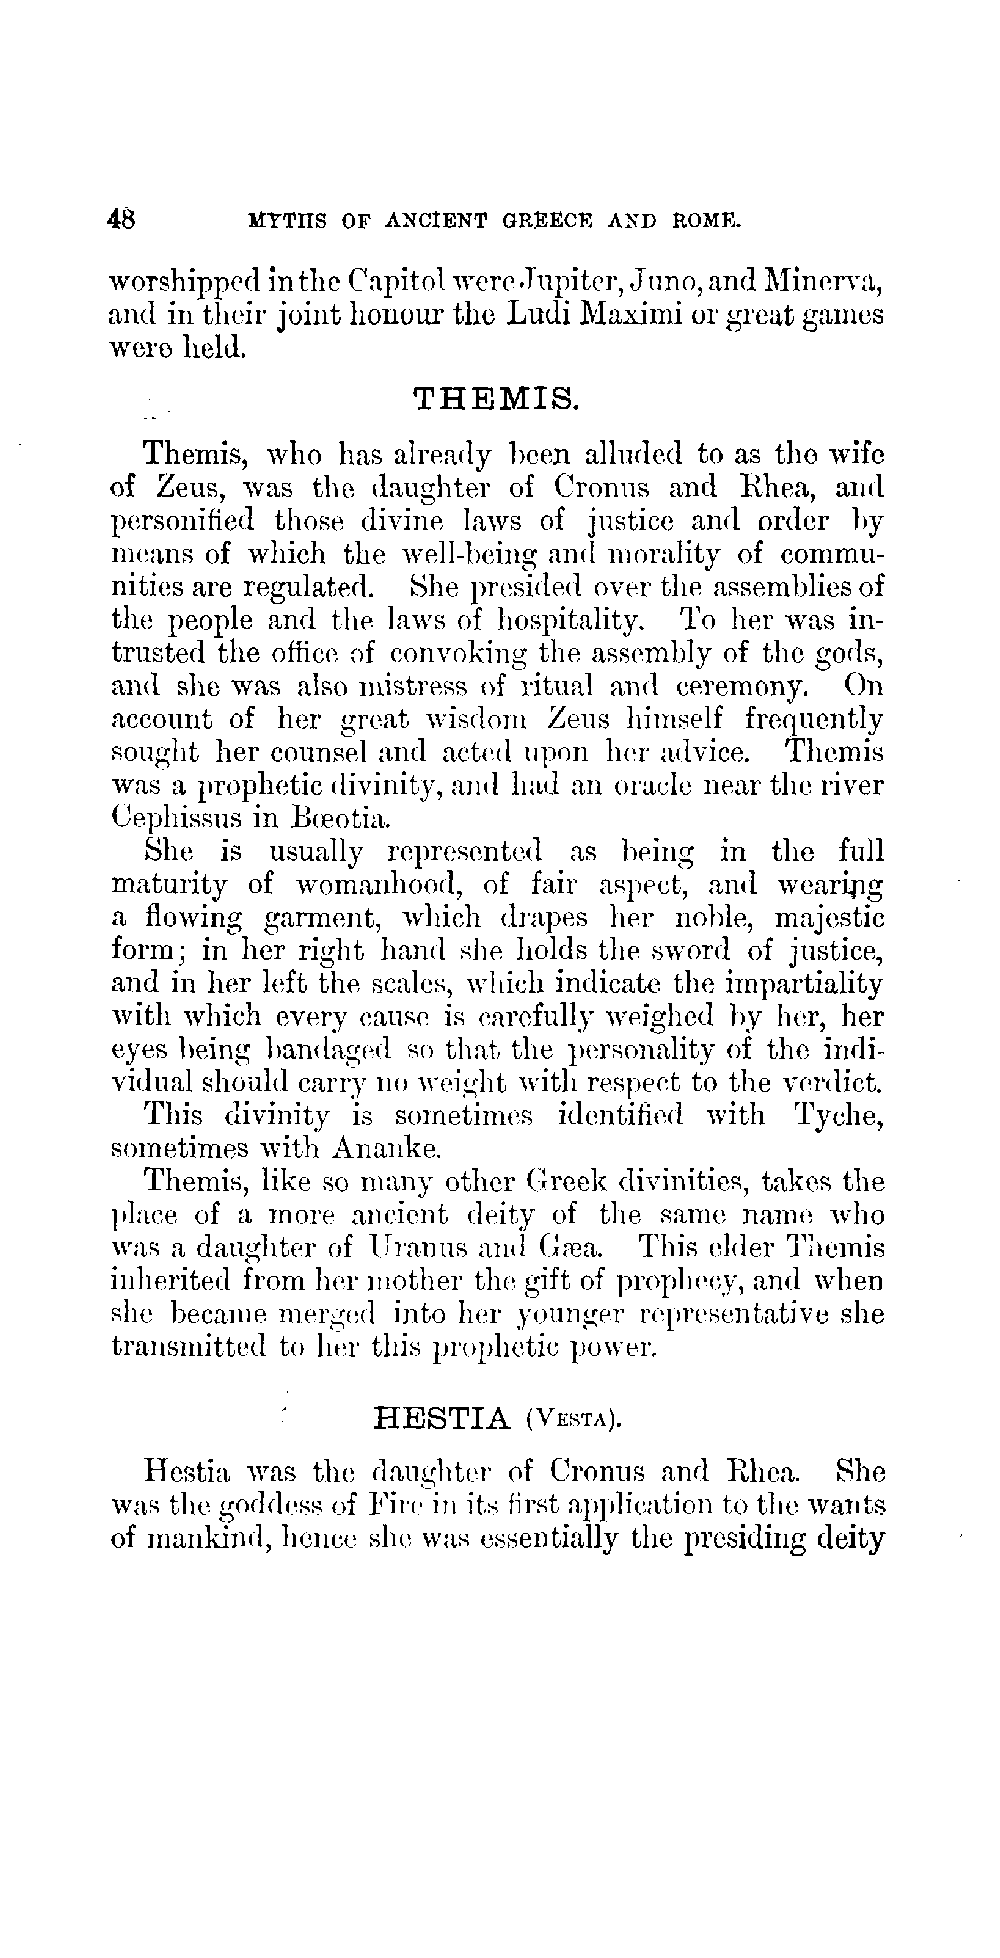 48 MYTHS OF ANCIENT GREECE AND ROME.
worshipped in the Capitol were Jupiter, Juno, and Minerva,
and in their joint honour the Ludi Maximi or great games
were held.
THEMIS.
Themis, who has already been alluded to as the wife
of Zeus, was the daughter of Cronus and Rhea, and
personified those divine laws of justice and order by
means of which the well-being and morality of commu-
nities are regulated. She presided over the assemblies of
the people and the laws of hospitality. To her was in-
trusted the office of convoking the assembly of the gods,
and she was also mistress of ritual and ceremony. On
account of her great wisdom Zeus himself frequently
sought her counsel and acted upon her advice. Themis
was a prophetic divinity, and had an oracle near the river
Cephissus in Bœotia.
She is usually represented as being in the full
maturity of womanhood, of fair aspect, and wearing
a flowing garment, which drapes her noble, majestic
form; in her right hand she holds the sword of justice,
and in her left the scales, which indicate the impartiality
with which every cause is carefully weighed by her, her
eyes being bandaged so that the personality of the indi-
vidual should carry no weight with respect to the verdict.
This divinity is sometimes identified with Tyche,
sometimes with Ananke.
Themis, like so many other Greek divinities, takes the
place of a more ancient deity of the same name who
was a daughter of Uranus and Gæa. This elder Themis
inherited from her mother the gift of prophecy, and when
she became merged into her younger representative she
transmitted to her this prophetic power.
HESTIA (VESTA).
Hestia was the daughter of Cronus and Rhea. She
was the goddess of Fire in its first application to the wants
of mankind, hence she was essentially the presiding deity